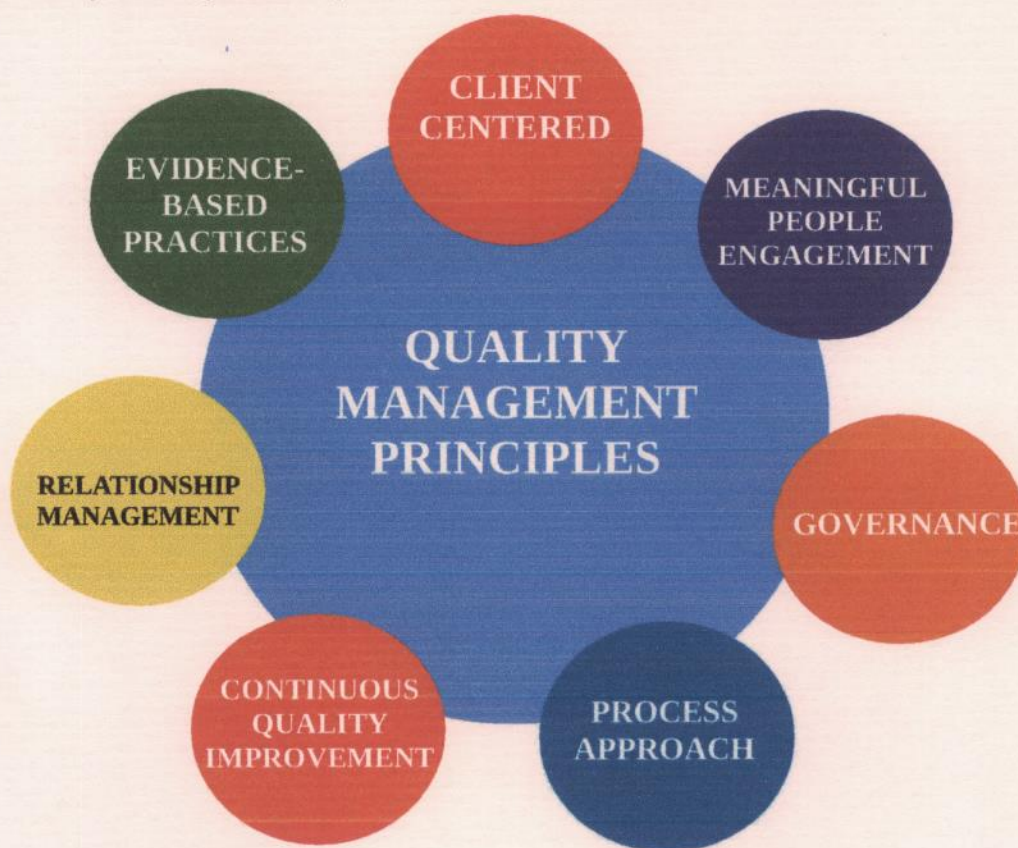 CLIENT
CENTERED
MEANINGFUL
PEOPLE
ENGAGEMENT
GOVERNANCE
PROCESS
APPROACH
CONTINUOUS
QUALITY
IMPROVEMENT
RELATIONSHIP
MANAGEMENT
EVIDENCE-
BASED
PRACTICES
QUALITY
MANAGEMENT
PRINCIPLES